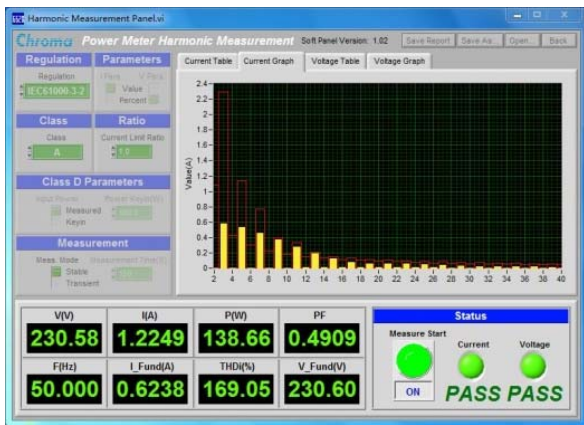 Harmonic Measurement Panel.vi
Chroma Power Meter Harmonic Measurement Soft Panel Version: 1.02 Save Report Save As... Open... Back
Regulation Parameters
Regulation I Para. V Para.
IEC61000-3-2 Value
Percent
Class Ratio
Class Current Limit Ratio
A 1.0
Class D Parameters
Input Power Power Keyin(W)
Measured
Keyin
Measurement
Meas. Mode Measurement Time(S)
Stable
Transient
Current Table Current Graph Voltage Table Voltage Graph
Value(A)
2.4
2.2
2
1.8
1.6
1.4
1.2
1
0.8
0.6
0.4
0.2
0
2 4 6 8 10 12 14 16 18 20 22 24 26 28 30 32 34 36 38 40
V(V) I(A) P(W) PF
230.58 1.2249 138.66 0.4909
F(Hz) I_Fund(A) THDi(%) V_Fund(V)
50.000 0.6238 169.05 230.60
Status
Measure Start Current Voltage
ON PASS PASS